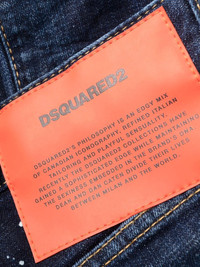 DSQUARED2
DSQUARED2'S PHILOSOPHY IS AN EDGY MIX
OF CANADIAN ICONOGRAPHY, REFINED ITALIAN
TAILORING AND PLAYFUL SENSUALITY.
RECENTLY THE DSQUARED2 COLLECTIONS HAVE
GAINED A SOPHISTICATED EDGE WHILE MAINTAINING
THE SEXINESS EMBEDDED IN THE BRAND'S DNA
DEAN AND DAN CATEN DIVIDE THEIR TIME
BETWEEN MILAN AND THE WORLD.